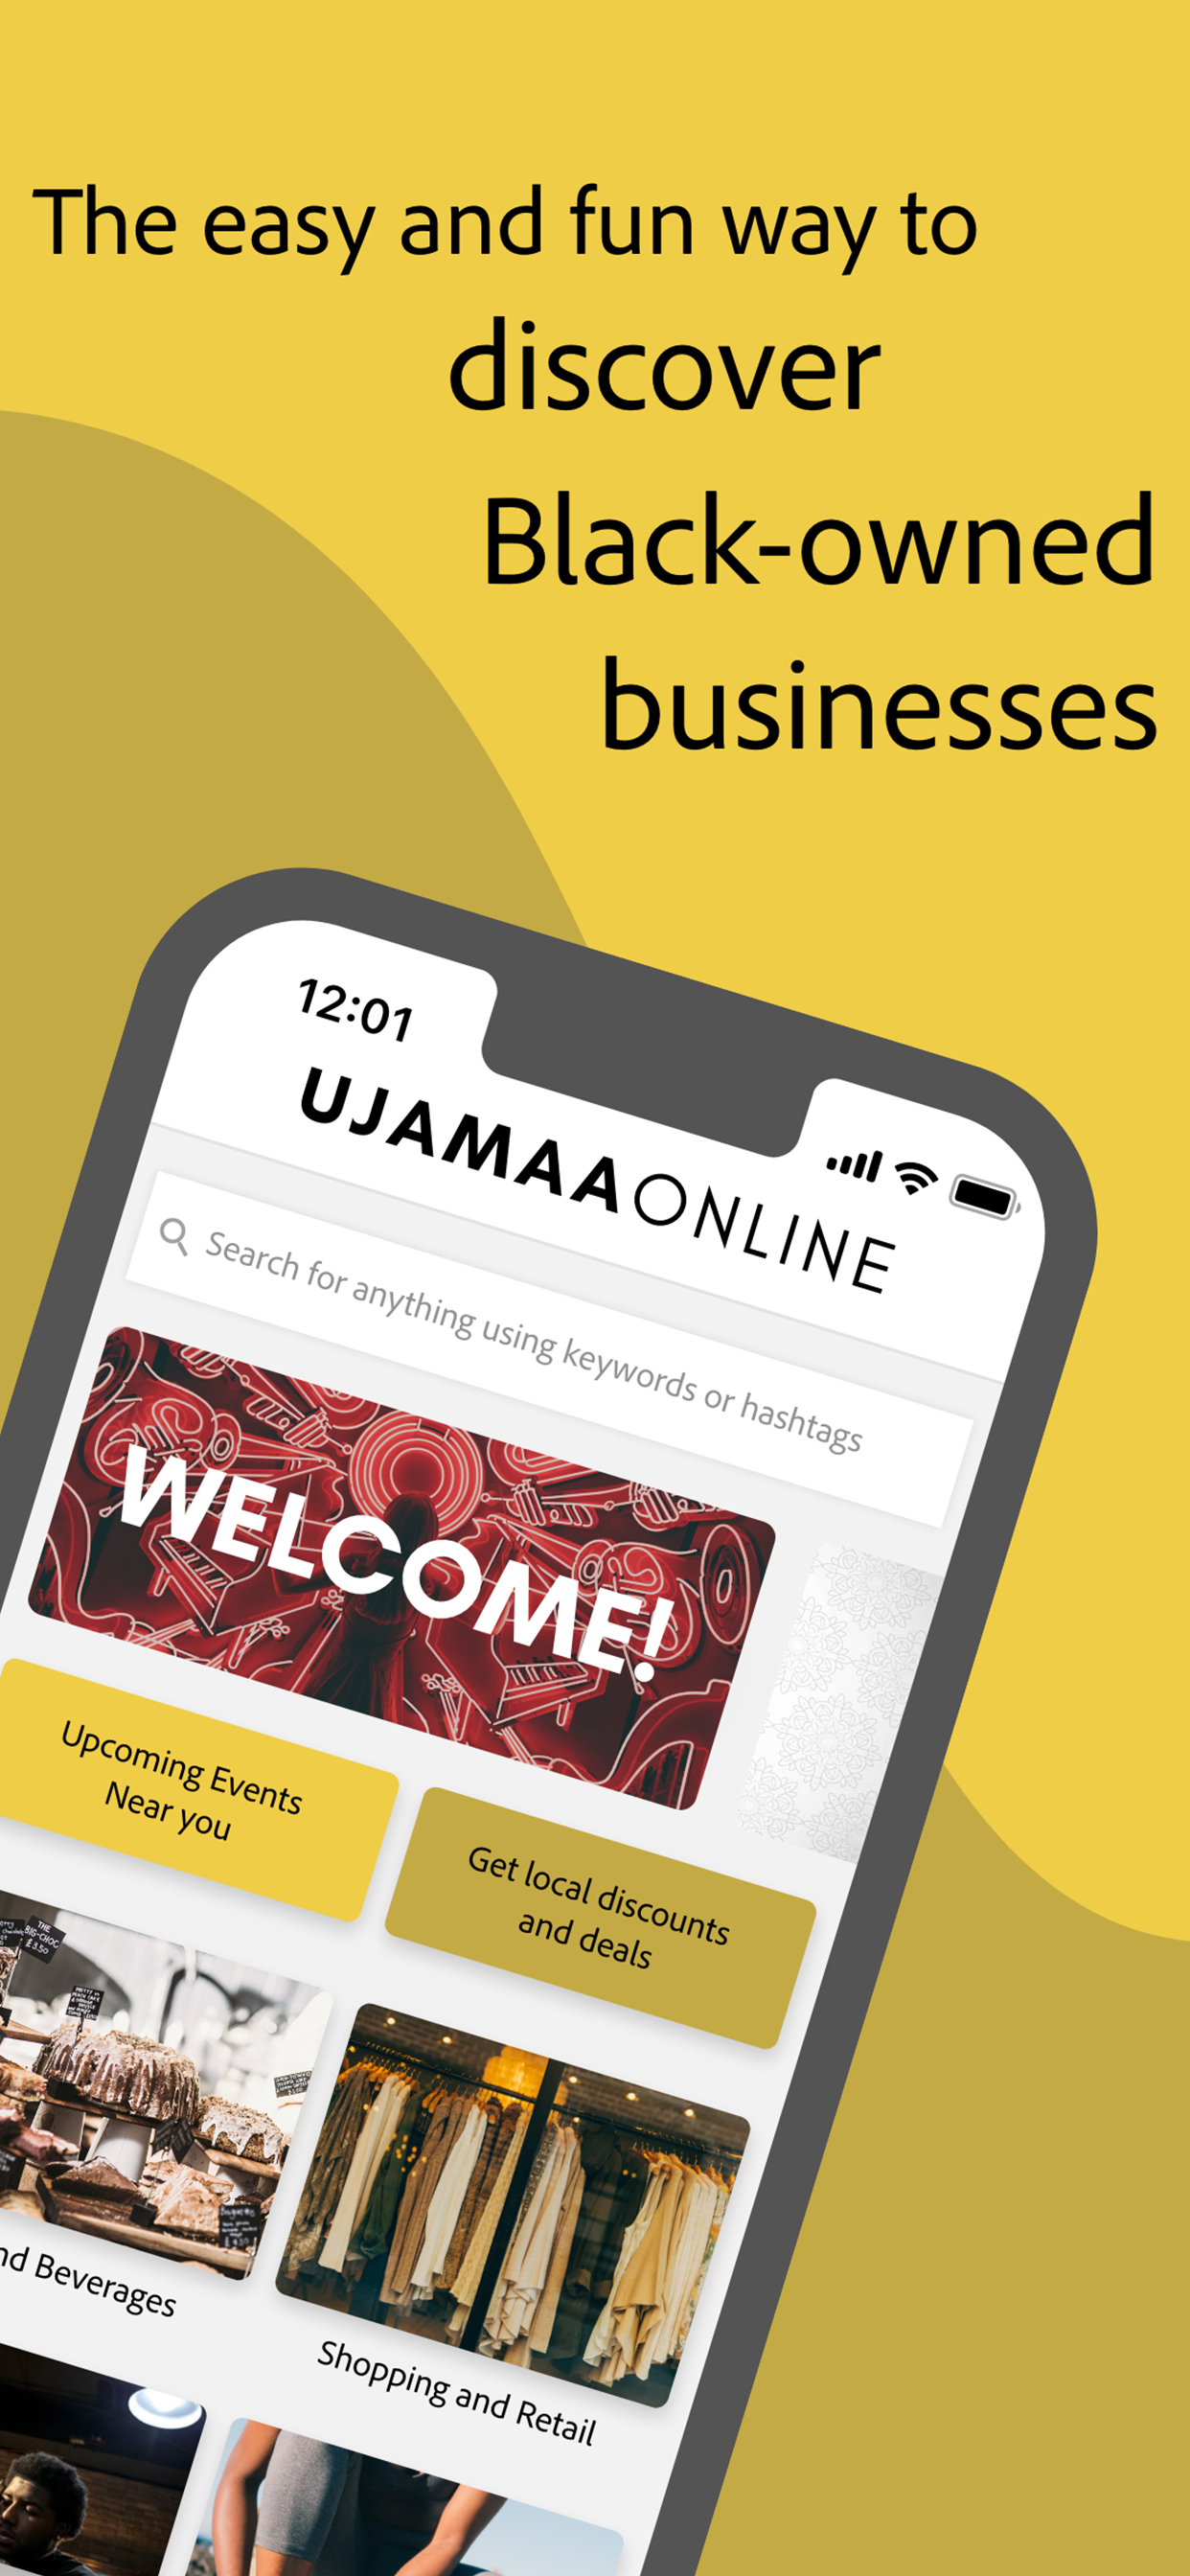 The easy and fun way to
discover
Black-owned
businesses
12:01
UJAMAAONLINE
Search for anything using keywords or hashtags
WELCOME!
Upcoming Events
Near you
Get local discounts
and deals
THE
BIG-CHOC
£3.50
nd Beverages
Shopping and Retail